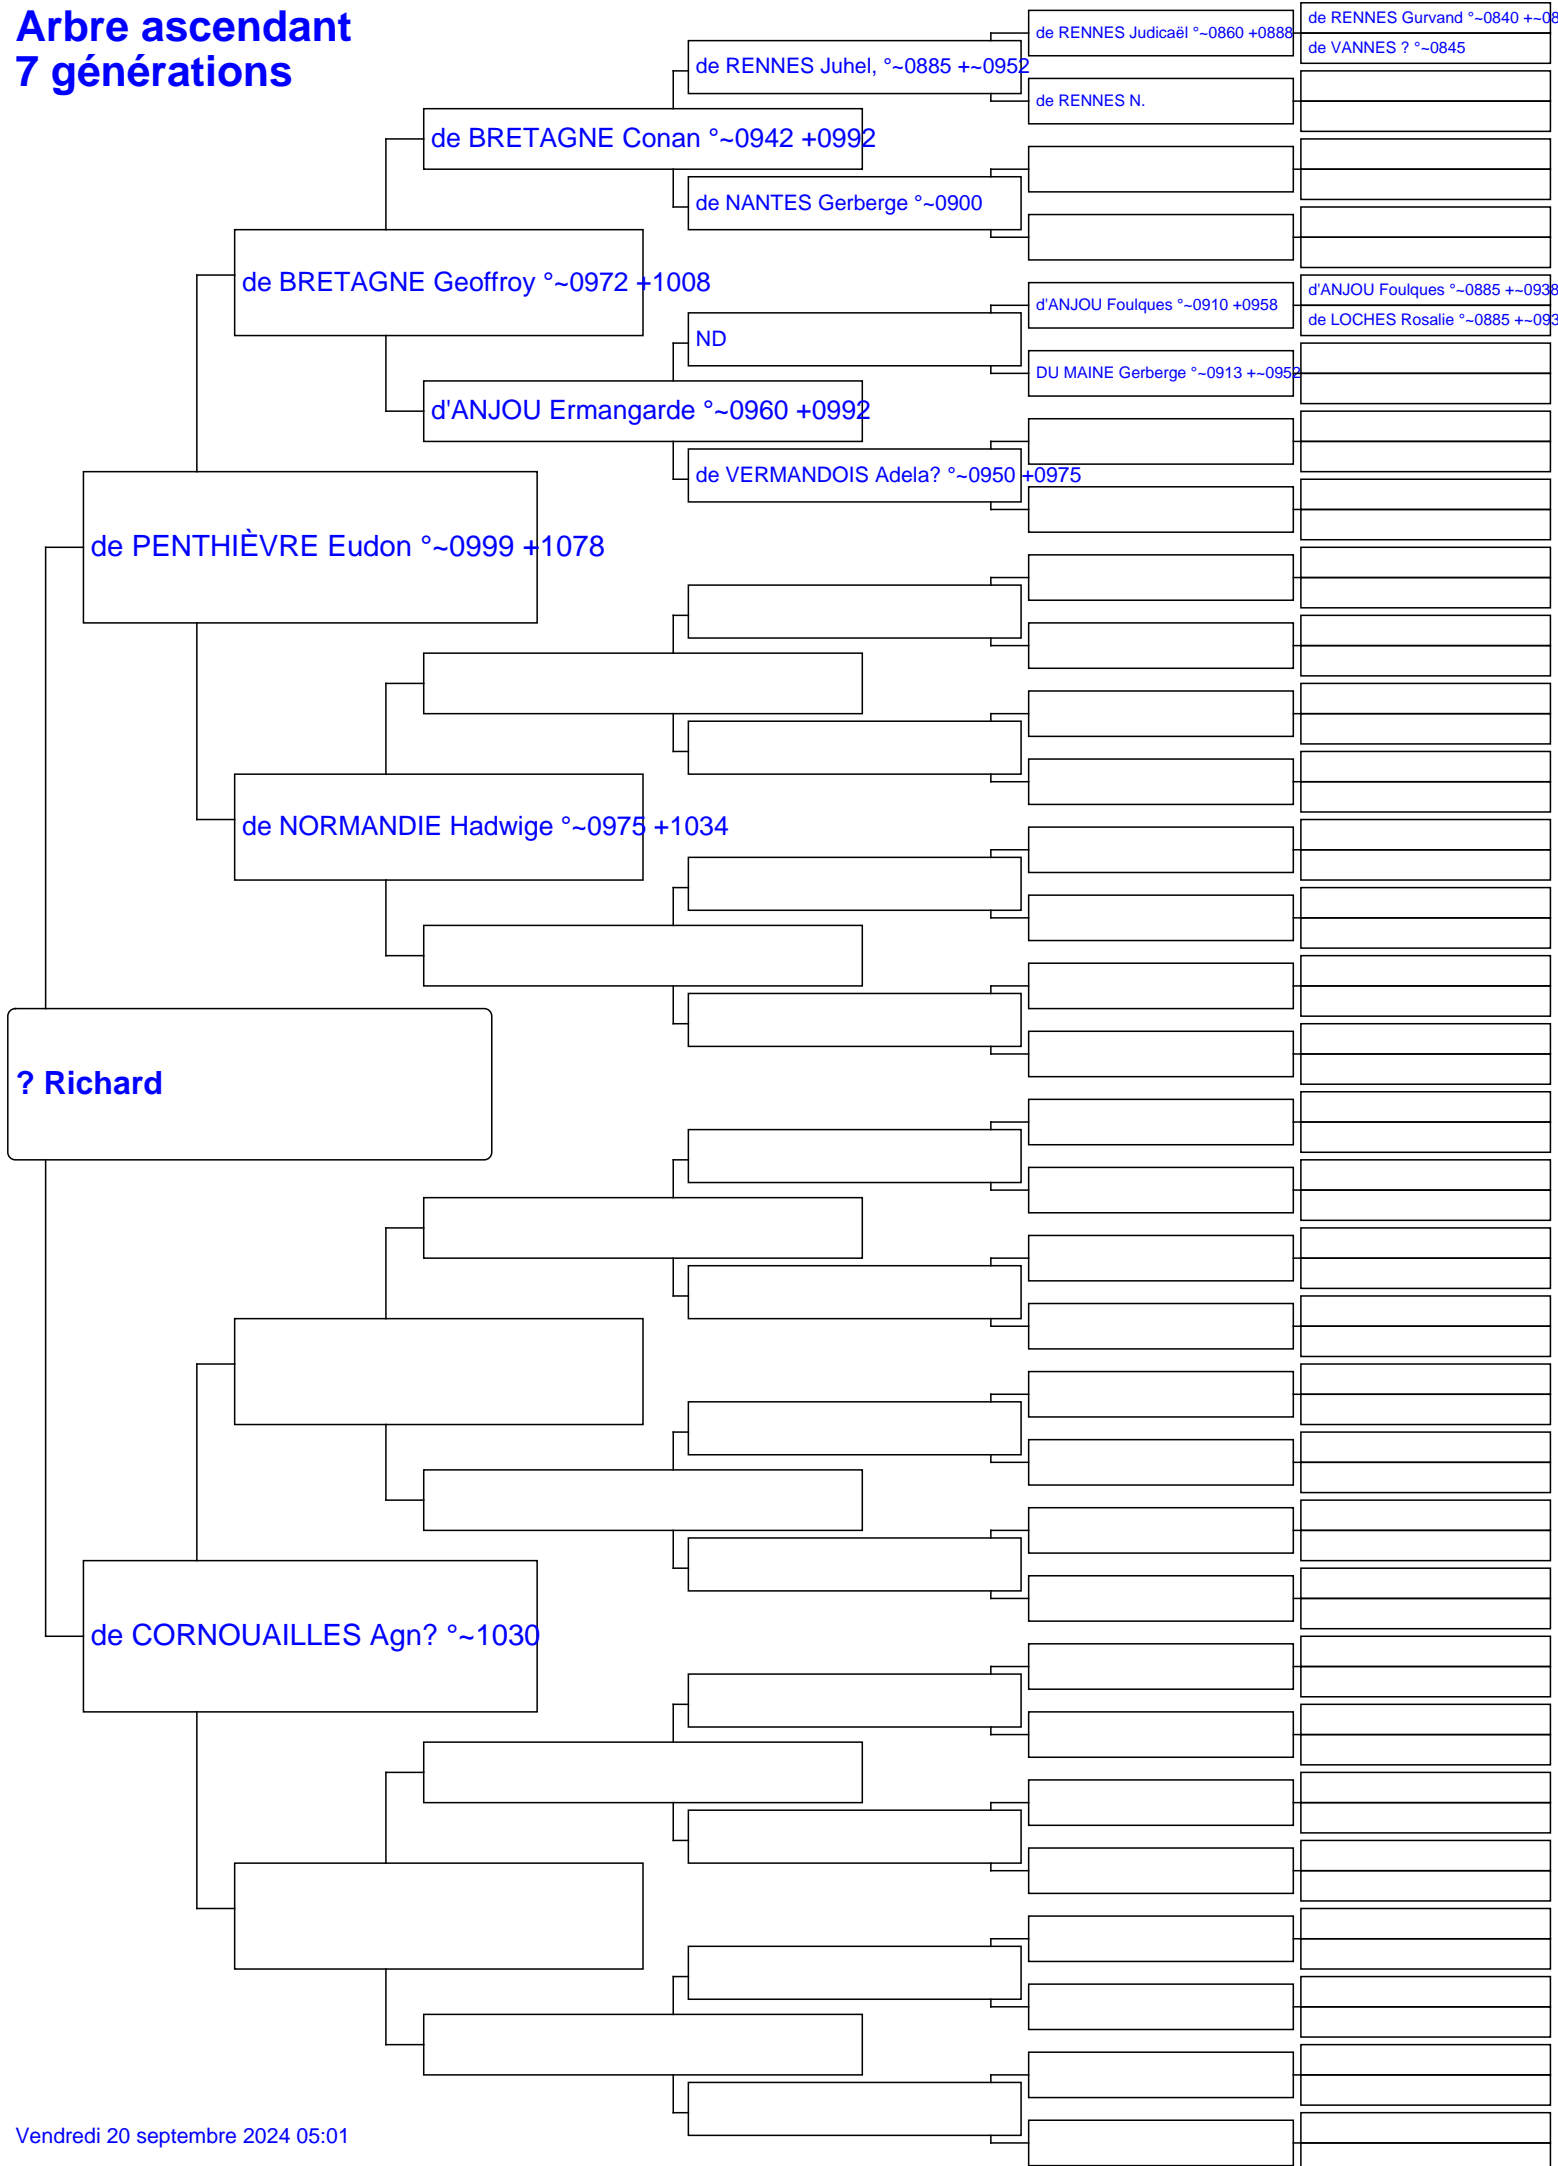 Arbre ascendant
7 générations
de RENNES Gurvand °~0840 +~08
de RENNES Judicaël °~0860 +0888
de VANNES ? °~0845
de RENNES Juhel, °~0885 +~0952
de RENNES N.
de BRETAGNE Conan °~0942 +0992
de NANTES Gerberge °~0900
de BRETAGNE Geoffroy °~0972 +1008
d'ANJOU Foulques °~0885 +~0938
d'ANJOU Foulques °~0910 +0958
de LOCHES Rosalie °~0885 +~093
ND
DU MAINE Gerberge °~0913 +~0952
d'ANJOU Ermangarde °~0960 +0992
de VERMANDOIS Adela? °~0950 +0975
de PENTHIÈVRE Eudon °~0999 +1078
de NORMANDIE Hadwige °~0975 +1034
? Richard
de CORNOUAILLES Agn? °~1030
Vendredi 20 septembre 2024 05:01